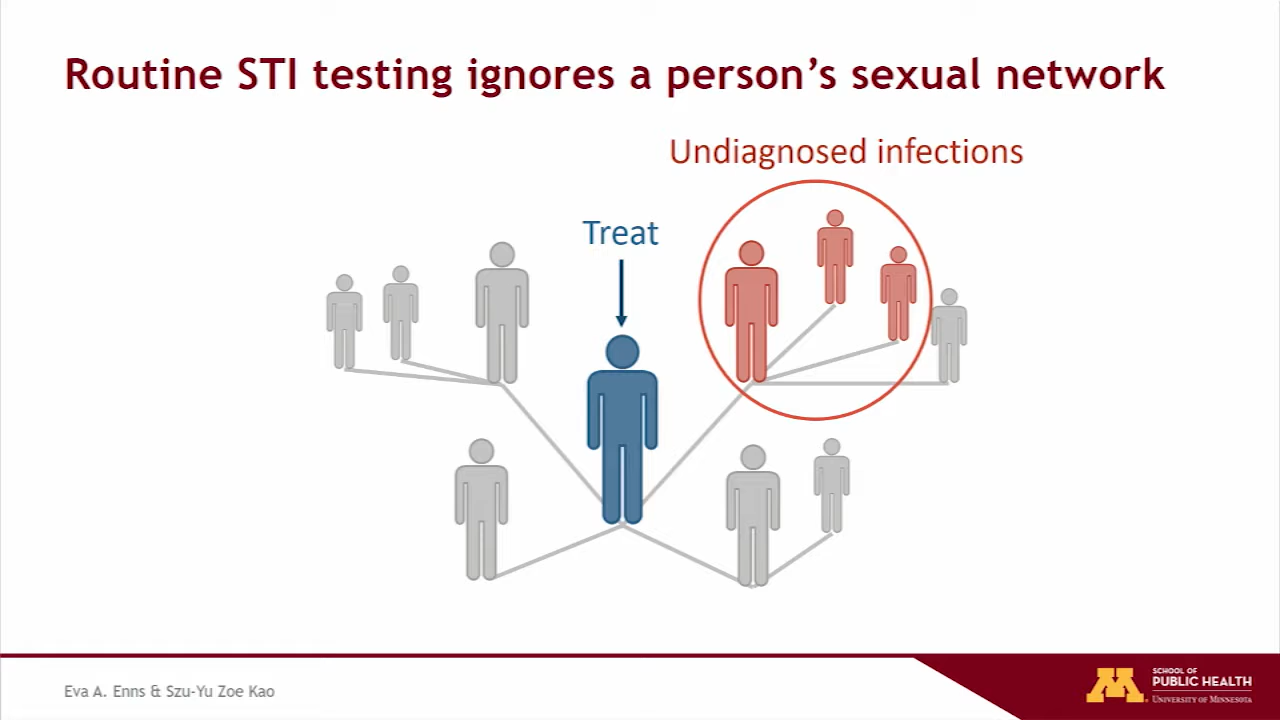 Routine STI testing ignores a person's sexual network
Undiagnosed infections
Treat
Eva A. Enns & Szu-Yu Zoe Kao
SCHOOL OF
PUBLIC HEALTH
UNIVERSITY OF MINNESOTA